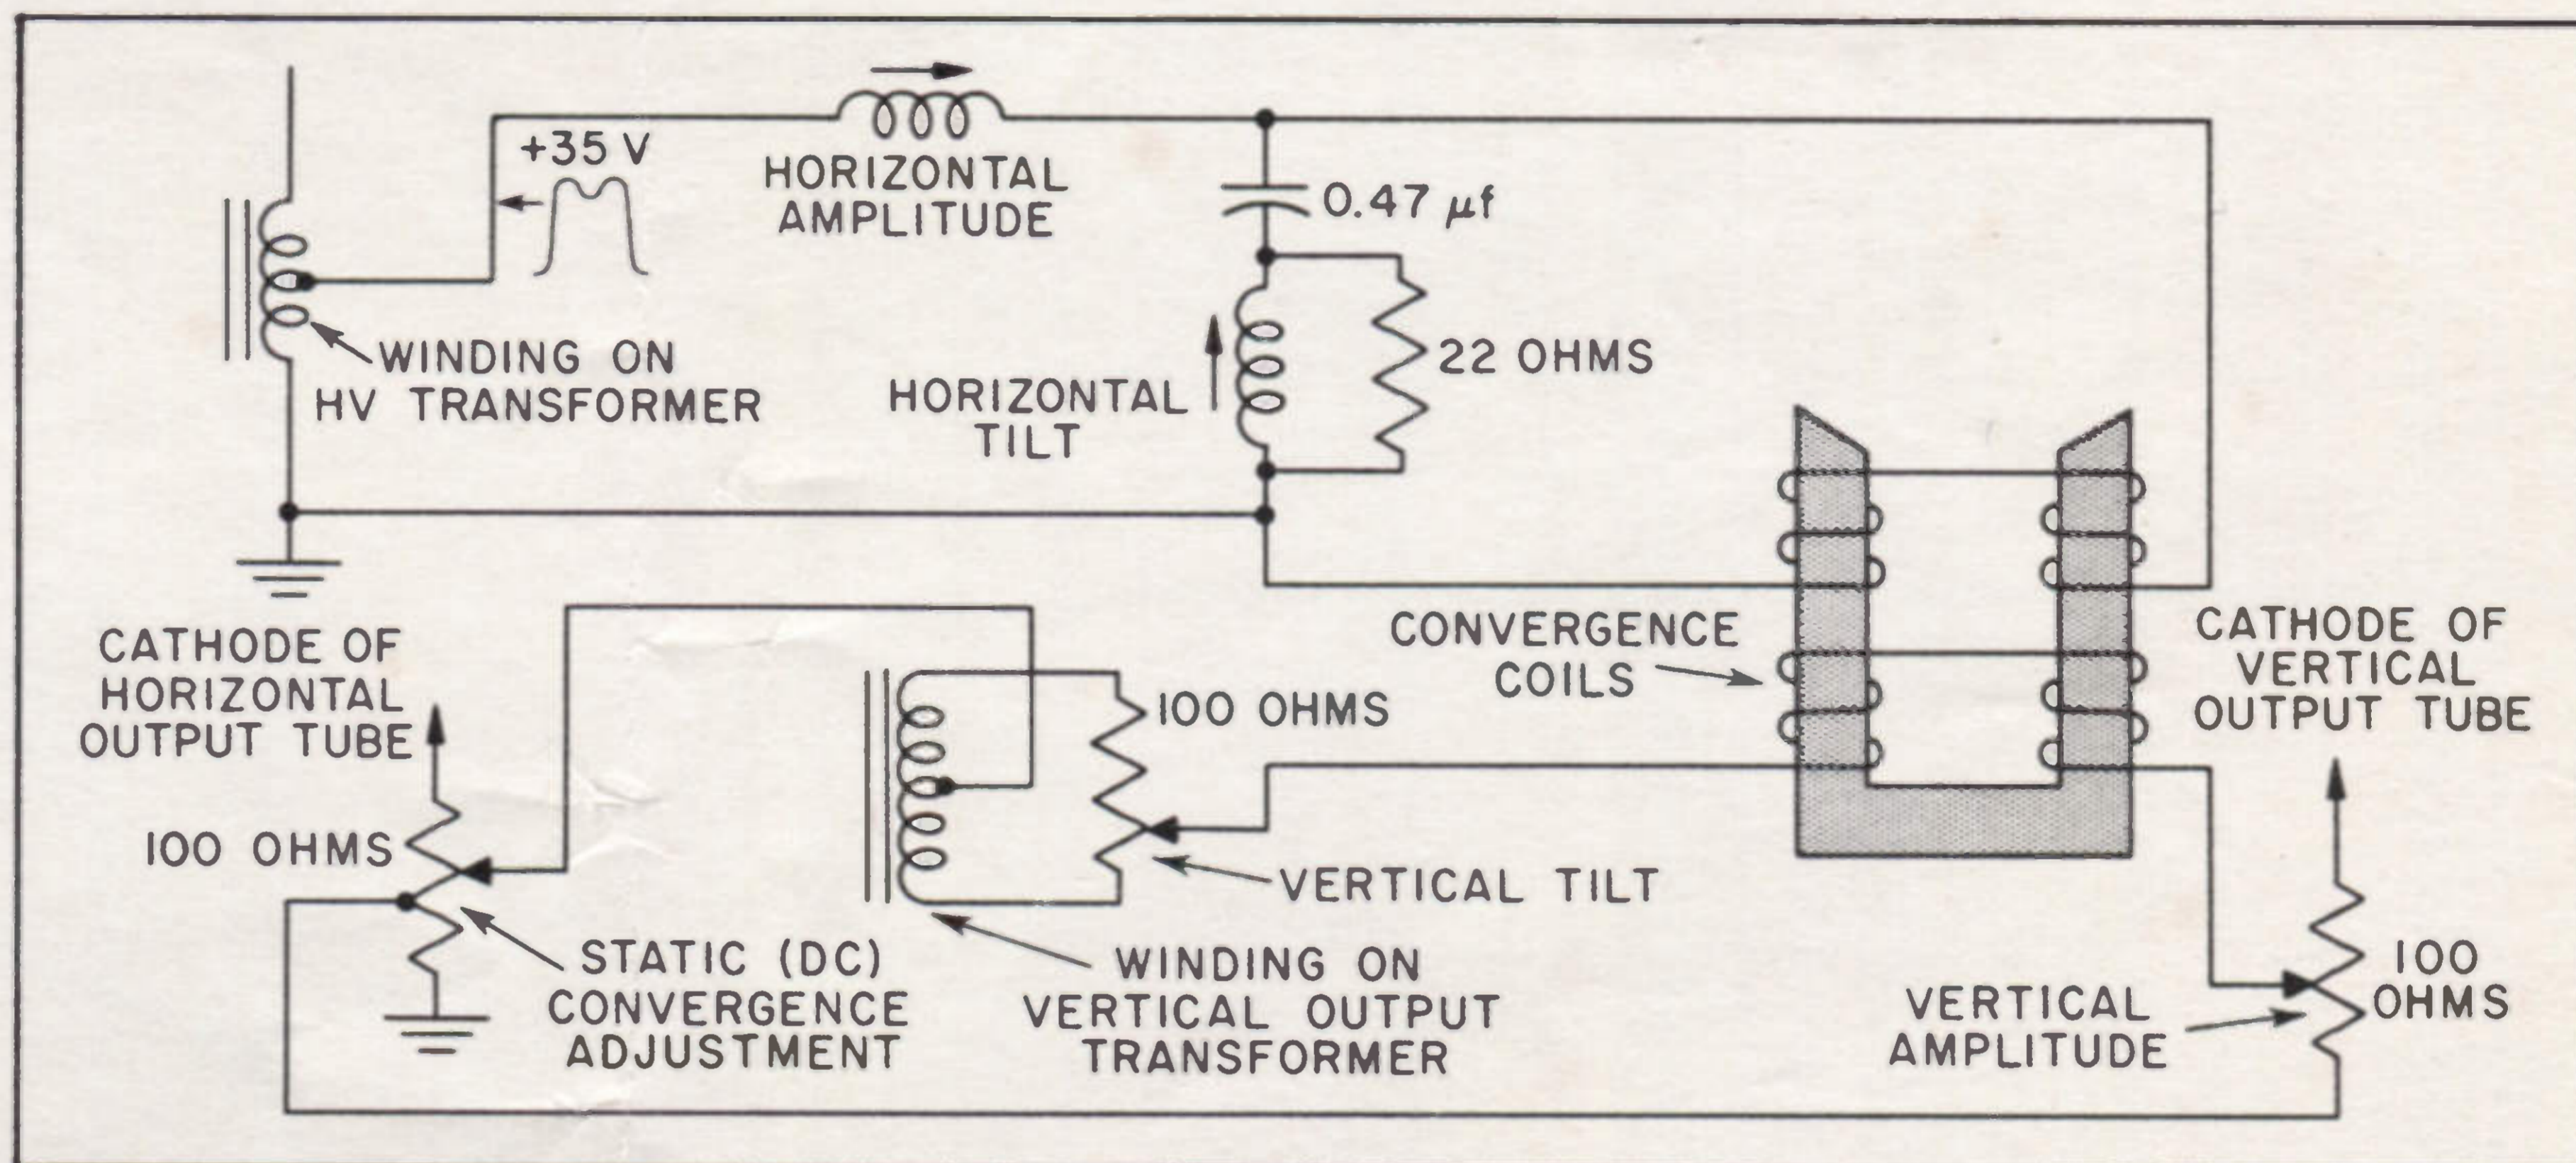 +35 V
HORIZONTAL
AMPLITUDE
0.47 μf
WINDING ON
HV TRANSFORMER
HORIZONTAL
TILT
22 OHMS
CATHODE OF
HORIZONTAL
OUTPUT TUBE
100 OHMS
STATIC (DC)
CONVERGENCE
ADJUSTMENT
100 OHMS
VERTICAL TILT
WINDING ON
VERTICAL OUTPUT
TRANSFORMER
CONVERGENCE
COILS
CATHODE OF
VERTICAL
OUTPUT TUBE
100
OHMS
VERTICAL
AMPLITUDE